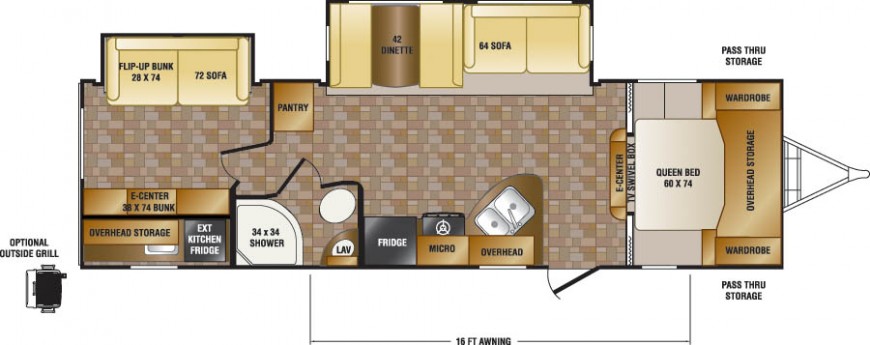 42
DINETTE
64 SOFA
PASS THRU
STORAGE
FLIP-UP BUNK
28 X 74
72 SOFA
PANTRY
WARDROBE
E-CENTER
TV SWIVEL BOX
QUEEN BED
60 X 74
OVERHEAD STORAGE
E-CENTER
38 X 74 BUNK
OVERHEAD STORAGE
EXT
KITCHEN
FRIDGE
34 x 34
SHOWER
LAV
FRIDGE
MICRO
OVERHEAD
WARDROBE
OPTIONAL
OUTSIDE GRILL
PASS THRU
STORAGE
16 FT AWNING